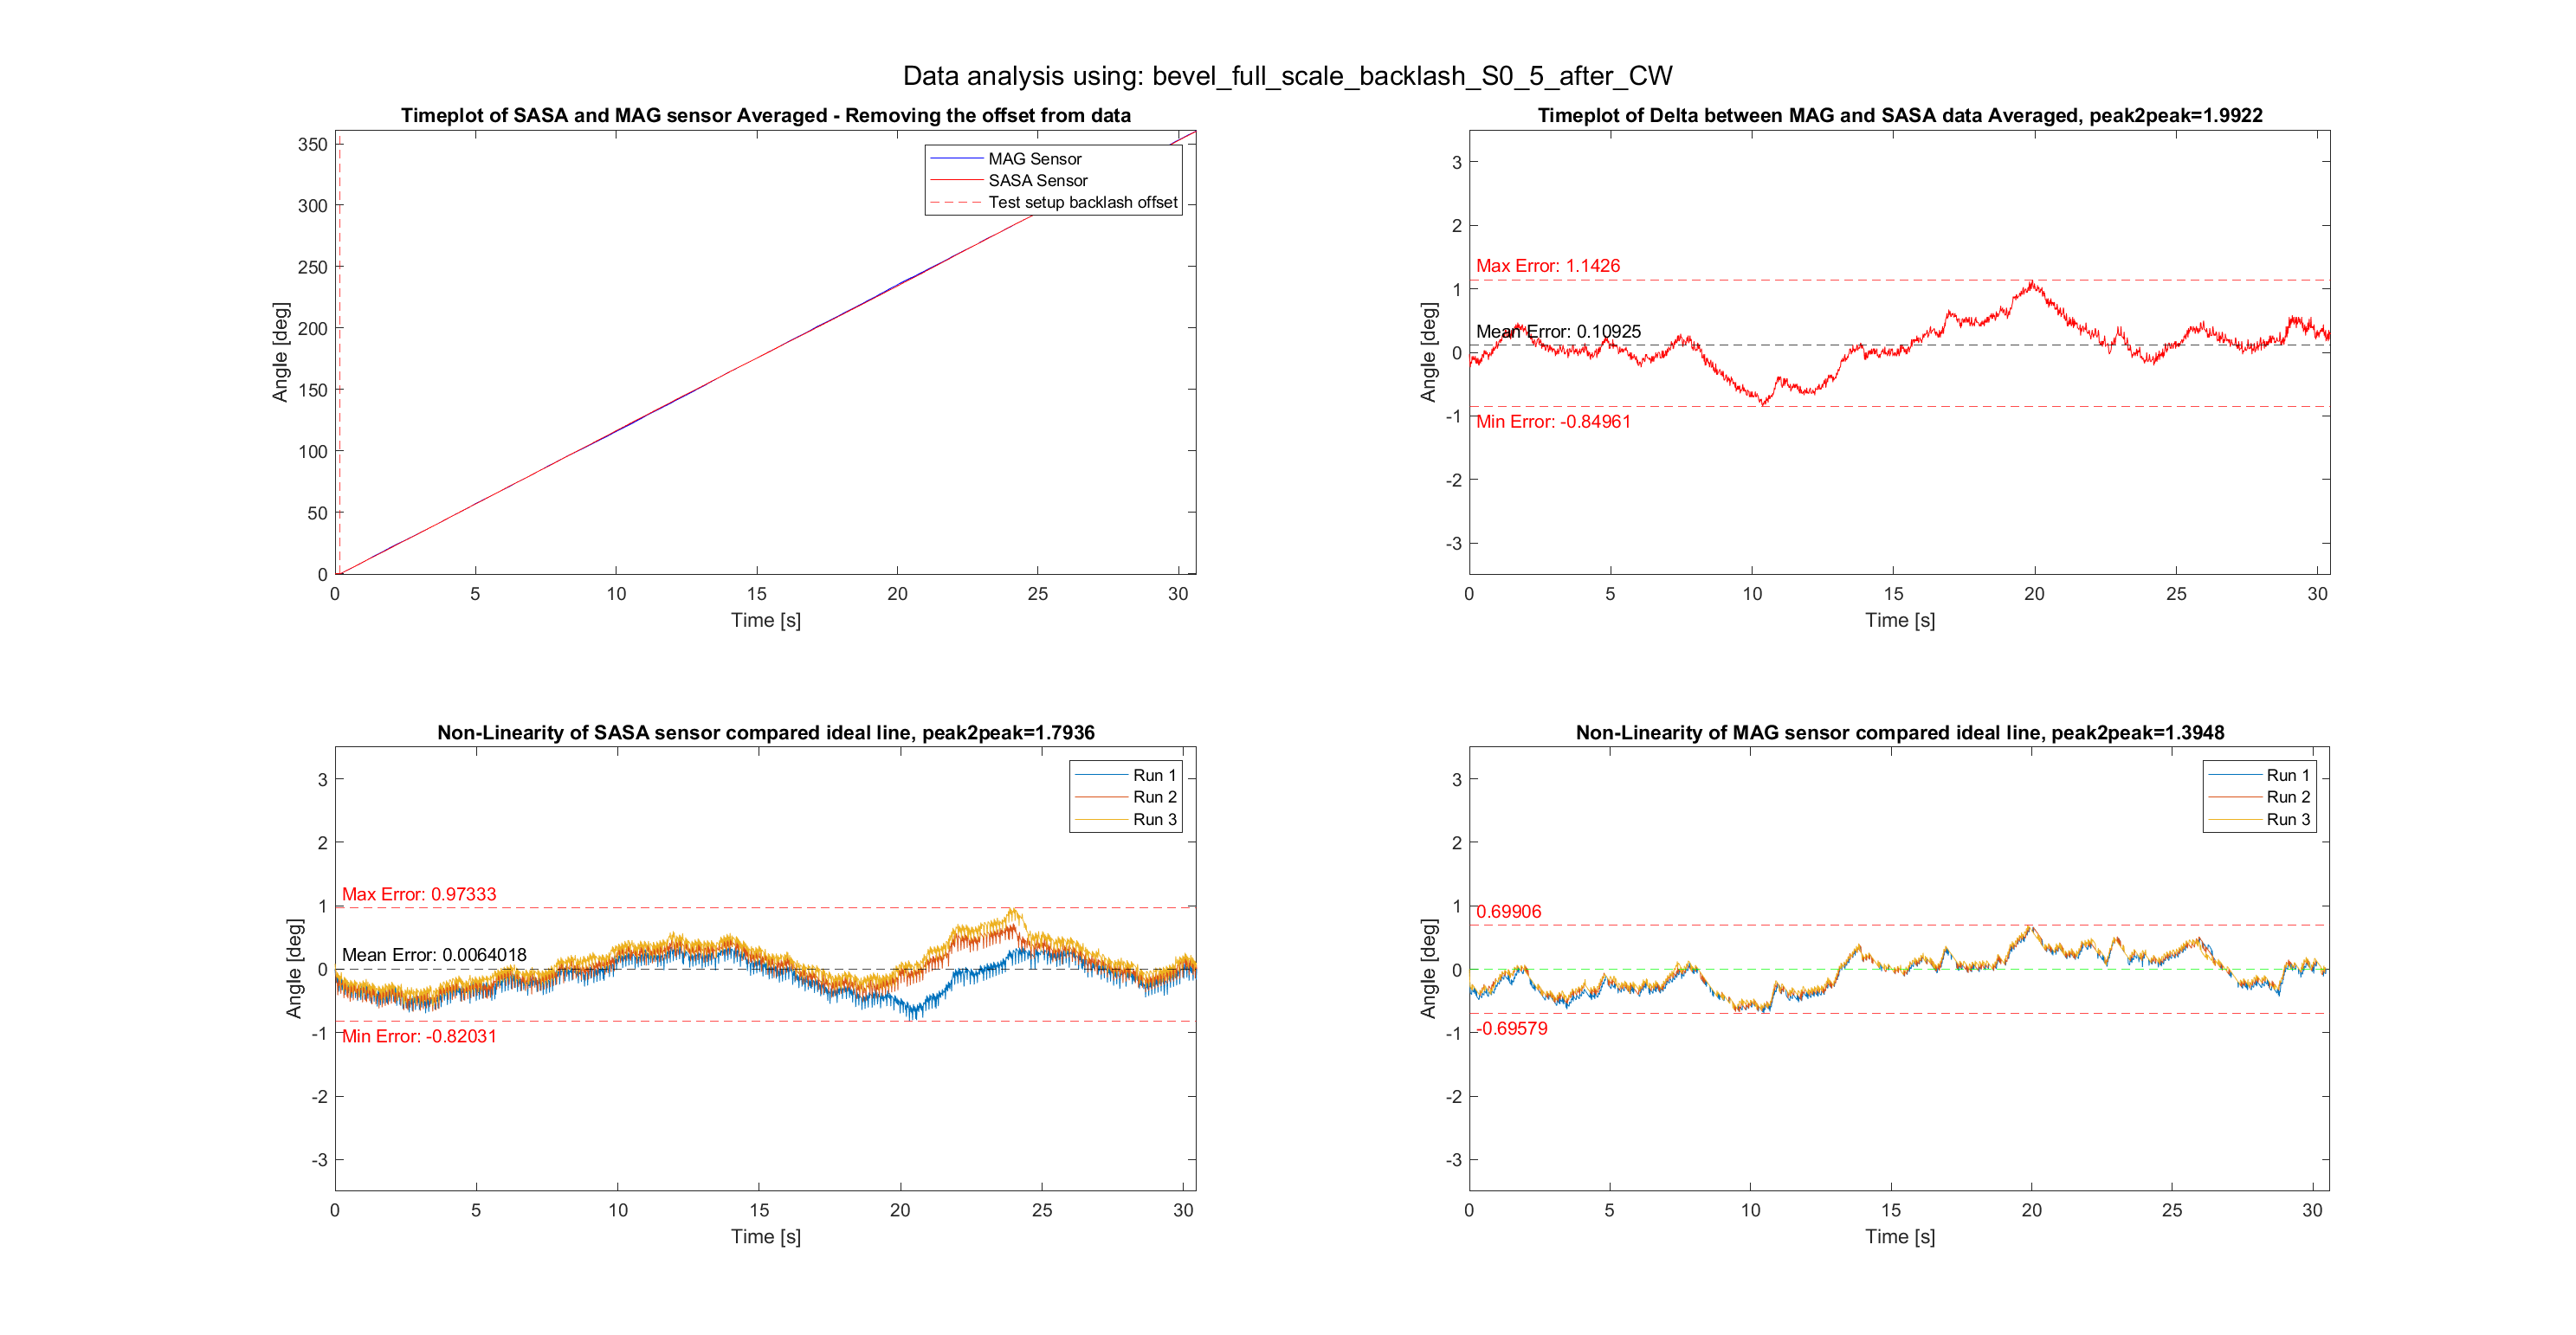 Data analysis using: bevel_full_scale_backlash_S0_5_after_CW
Timeplot of SASA and MAG sensor Averaged - Removing the offset from data
350
300
250
200
150
100
50
0
Angle [deg]
MAG Sensor
SASA Sensor
Test setup backlash offset
0 5 10 15 20 25 30
Time [s]
Timeplot of Delta between MAG and SASA data Averaged, peak2peak=1.9922
3
2
1
0
-1
-2
-3
Angle [deg]
Max Error: 1.1426
Mean Error: 0.10925
Min Error: -0.84961
0 5 10 15 20 25 30
Time [s]
Non-Linearity of SASA sensor compared ideal line, peak2peak=1.7936
3
2
1
0
-1
-2
-3
Angle [deg]
Run 1
Run 2
Run 3
Max Error: 0.97333
Mean Error: 0.0064018
Min Error: -0.82031
0 5 10 15 20 25 30
Time [s]
Non-Linearity of MAG sensor compared ideal line, peak2peak=1.3948
3
2
1
0
-1
-2
-3
Angle [deg]
Run 1
Run 2
Run 3
0.69906
-0.69579
0 5 10 15 20 25 30
Time [s]